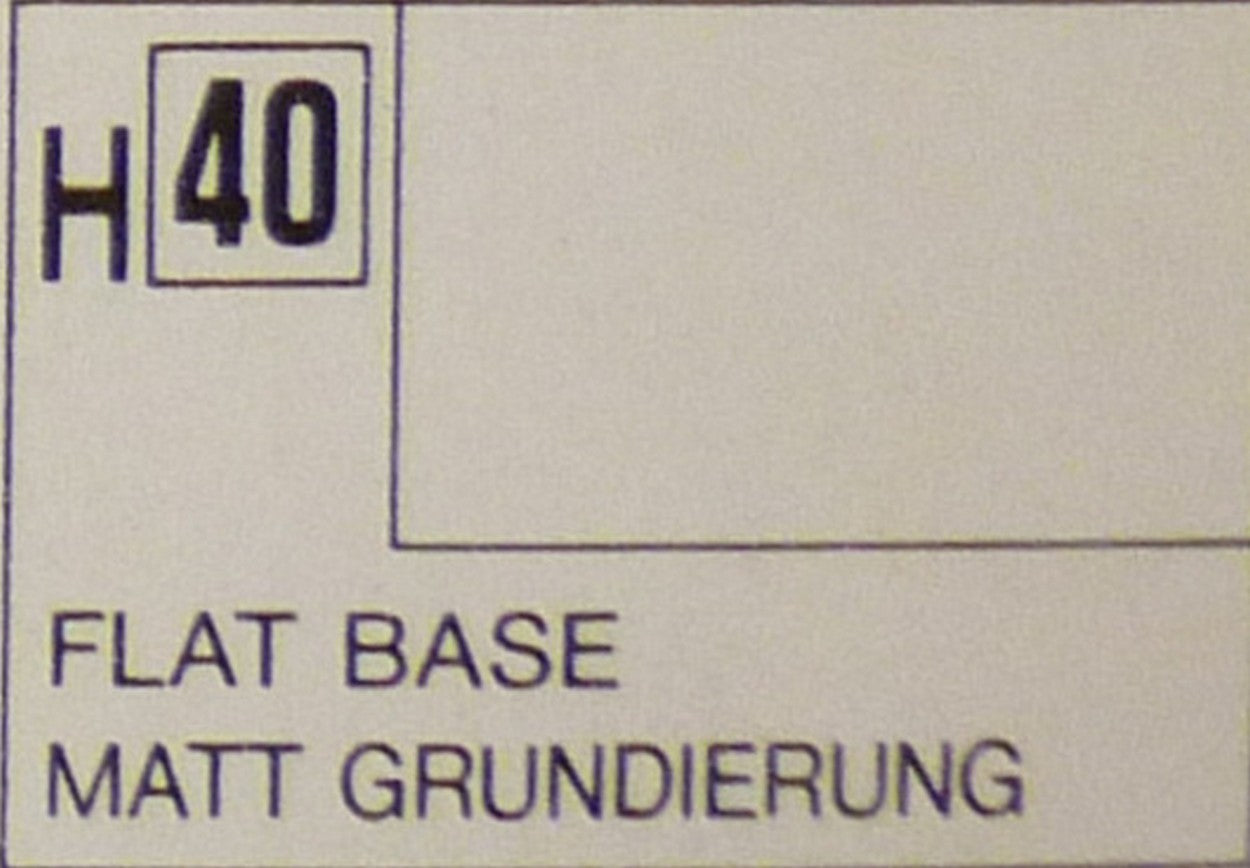 H 40
FLAT BASE
MATT GRUNDIERUNG